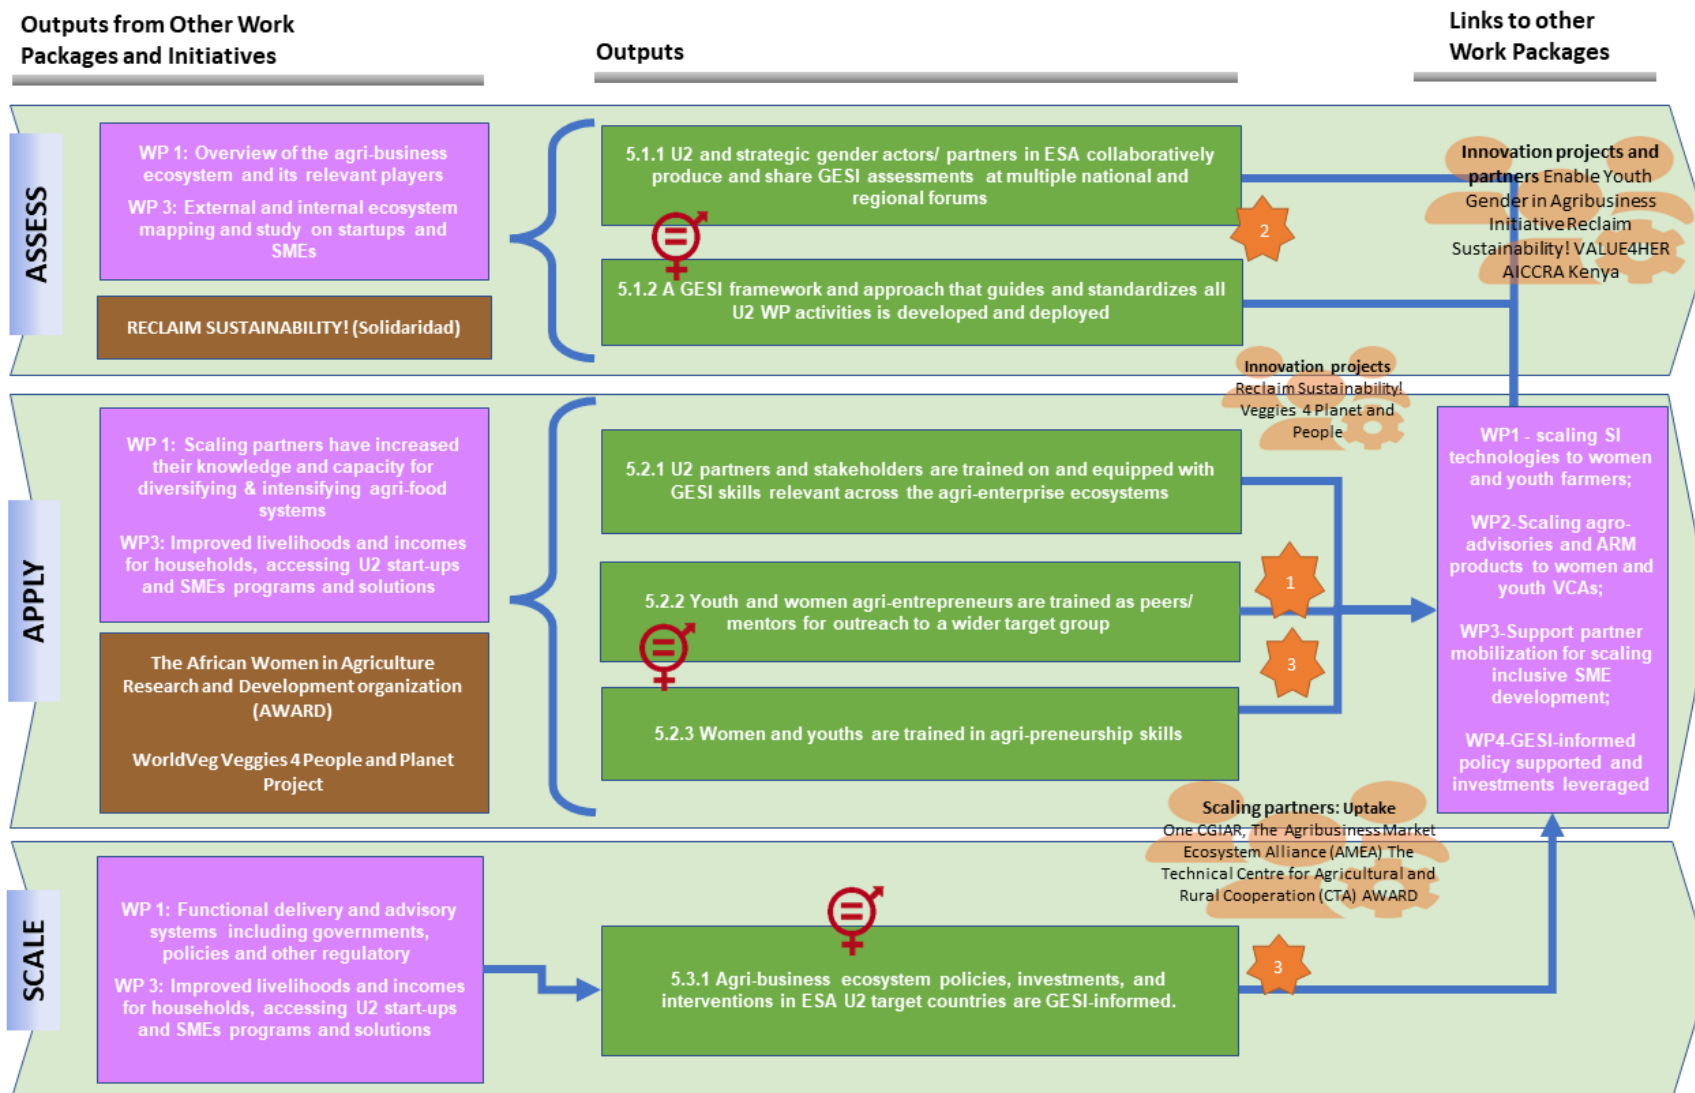 Outputs from Other Work
Packages and Initiatives
Outputs
Links to other
Work Packages
ASSESS
WP 1: Overview of the agri-business
ecosystem and its relevant players
WP 3: External and internal ecosystem
mapping and study on startups and
SMEs
RECLAIM SUSTAINABILITY! (Solidaridad)
5.1.1 U2 and strategic gender actors/ partners in ESA collaboratively
produce and share GESI assessments at multiple national and
regional forums
2
5.1.2 A GESI framework and approach that guides and standardizes all
U2 WP activities is developed and deployed
Innovation projects and
partners Enable Youth
Gender in Agribusiness
Initiative Reclaim
Sustainability! VALUE4HER
AICCRA Kenya
Innovation projects
Reclaim Sustainability!
Veggies 4 Planet and
People
APPLY
WP 1: Scaling partners have increased
their knowledge and capacity for
diversifying & intensifying agri-food
systems
WP3: Improved livelihoods and incomes
for households, accessing U2 start-ups
and SMEs programs and solutions
The African Women in Agriculture
Research and Development organization
(AWARD)
WorldVeg Veggies 4 People and Planet
Project
5.2.1 U2 partners and stakeholders are trained on and equipped with
GESI skills relevant across the agri-enterprise ecosystems
5.2.2 Youth and women agri-entrepreneurs are trained as peers/
mentors for outreach to a wider target group
1
3
5.2.3 Women and youths are trained in agri-preneurship skills
WP1 - scaling SI
technologies to women
and youth farmers;
WP2-Scaling agro-
advisories and ARM
products to women and
youth VCAs;
WP3-Support partner
mobilization for scaling
inclusive SME
development;
WP4-GESI-informed
policy supported and
investments leveraged
Scaling partners: Uptake
One CGIAR, The Agribusiness Market
Ecosystem Alliance (AMEA) The
Technical Centre for Agricultural and
Rural Cooperation (CTA) AWARD
SCALE
WP 1: Functional delivery and advisory
systems including governments,
policies and other regulatory
WP 3: Improved livelihoods and incomes
for households, accessing U2 start-ups
and SMEs programs and solutions
5.3.1 Agri-business ecosystem policies, investments, and
interventions in ESA U2 target countries are GESI-informed.
3